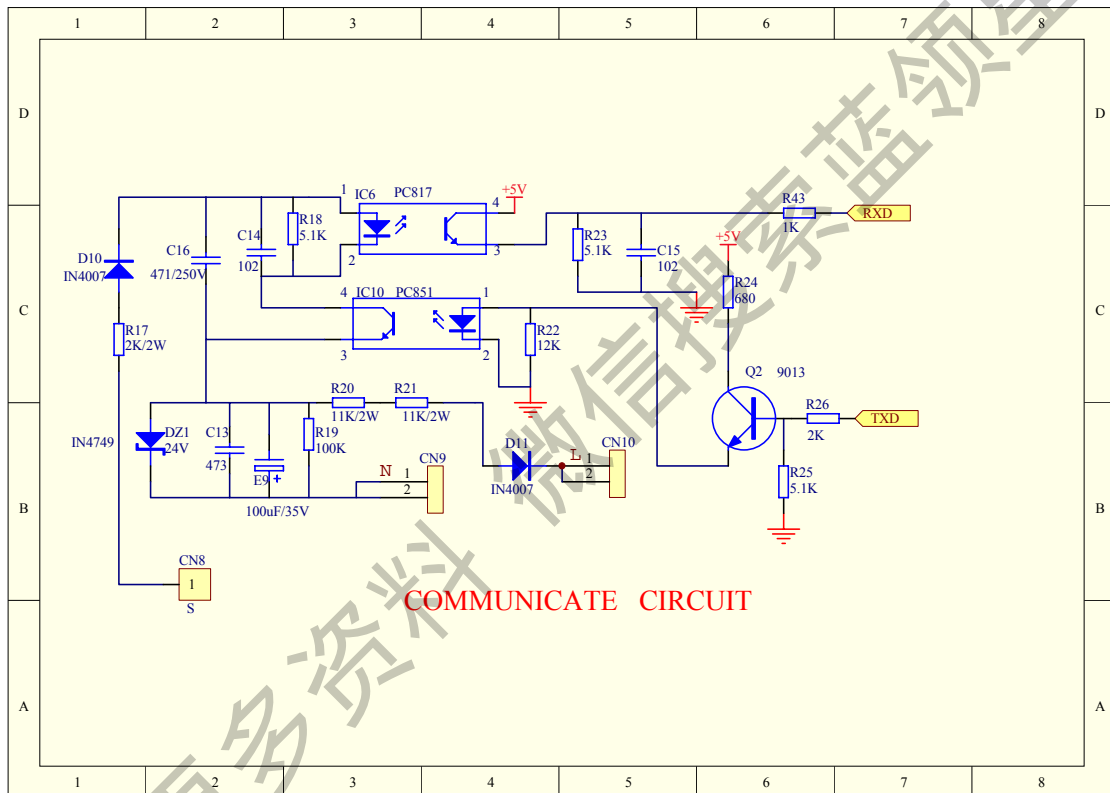 1 2 3 4 5 6 7 8
D D
1 IC6 PC817 +5V
4
R43
RXD
1K
R18
5.1K
C14
102
C16
471/250V
2
3
R23
5.1K
C15
102
+5V
D10
IN4007
R24
680
C C
4 IC10 PC851 1
R17
2K/2W
R22
12K
3 2
Q2 9013
R20 R21
11K/2W 11K/2W
R26
TXD
2K
IN4749
DZ1
24V
C13
473
R19
100K
E9 +
100uF/35V
N 1
2
CN9
D11
IN4007
L 1
2
CN10
R25
5.1K
B B
CN8
1
S
COMMUNICATE CIRCUIT
A A
1 2 3 4 5 6 7 8
多资料 微信搜索蓝领星